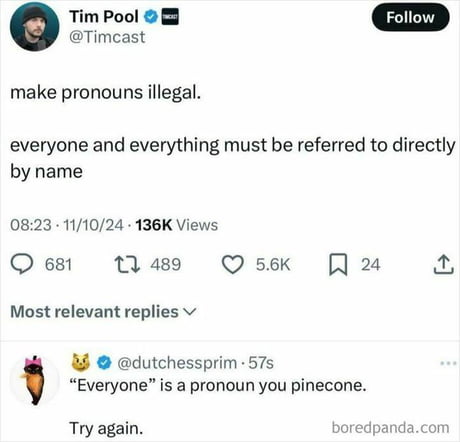 Tim Pool TIMCAST Follow
@Timcast
make pronouns illegal.
everyone and everything must be referred to directly
by name
08:23 · 11/10/24 · 136K Views
681 489 5.6K 24
Most relevant replies
@dutchessprim · 57s
“Everyone” is a pronoun you pinecone.
Try again.
boredpanda.com